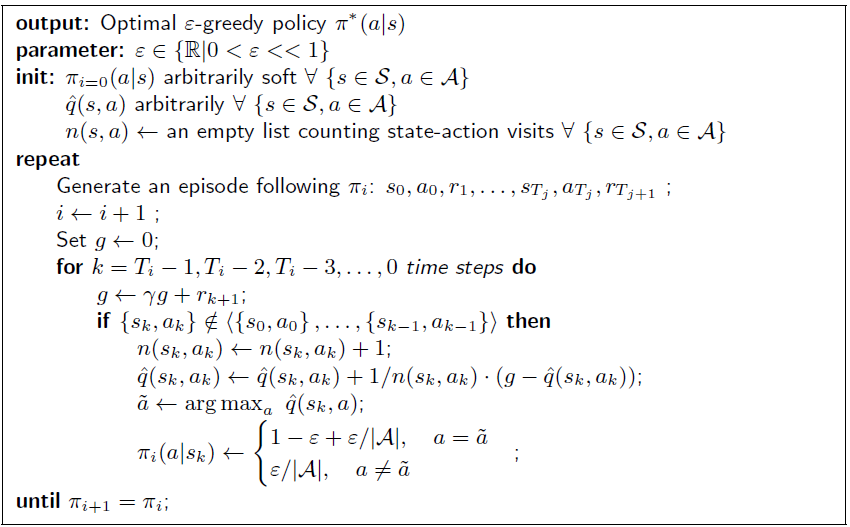 output: Optimal ε-greedy policy π*(a|s)
parameter: ε ∈ {ℝ|0 < ε << 1}
init: π_{i=0}(a|s) arbitrarily soft ∀ {s ∈ 𝒮, a ∈ 𝒜}
q̂(s, a) arbitrarily ∀ {s ∈ 𝒮, a ∈ 𝒜}
n(s, a) ← an empty list counting state-action visits ∀ {s ∈ 𝒮, a ∈ 𝒜}
repeat
Generate an episode following π_i: s_0, a_0, r_1, . . . , s_{T_j}, a_{T_j}, r_{T_j+1} ;
i ← i + 1 ;
Set g ← 0;
for k = T_i − 1, T_i − 2, T_i − 3, . . . , 0 time steps do
g ← γg + r_{k+1};
if {s_k, a_k} ∉ ⟨{s_0, a_0} , . . . , {s_{k−1}, a_{k−1}}⟩ then
n(s_k, a_k) ← n(s_k, a_k) + 1;
q̂(s_k, a_k) ← q̂(s_k, a_k) + 1/n(s_k, a_k) · (g − q̂(s_k, a_k));
ã ← arg max_a q̂(s_k, a);
π_i(a|s_k) ← { 1 − ε + ε/|𝒜|, a = ã
ε/|𝒜|, a ≠ ã ;
until π_{i+1} = π_i;